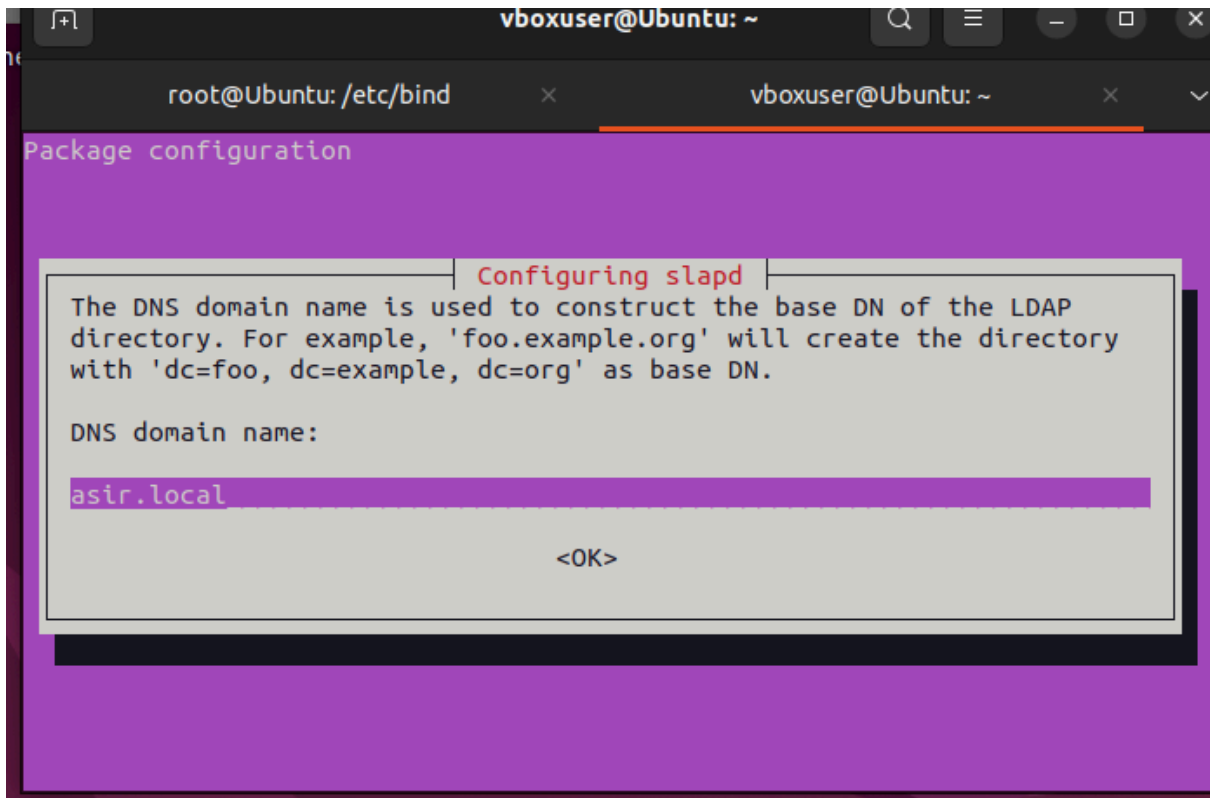 vboxuser@Ubuntu: ~
root@Ubuntu: /etc/bind
vboxuser@Ubuntu: ~
Package configuration
Configuring slapd
The DNS domain name is used to construct the base DN of the LDAP
directory. For example, 'foo.example.org' will create the directory
with 'dc=foo, dc=example, dc=org' as base DN.
DNS domain name:
asir.local
<OK>